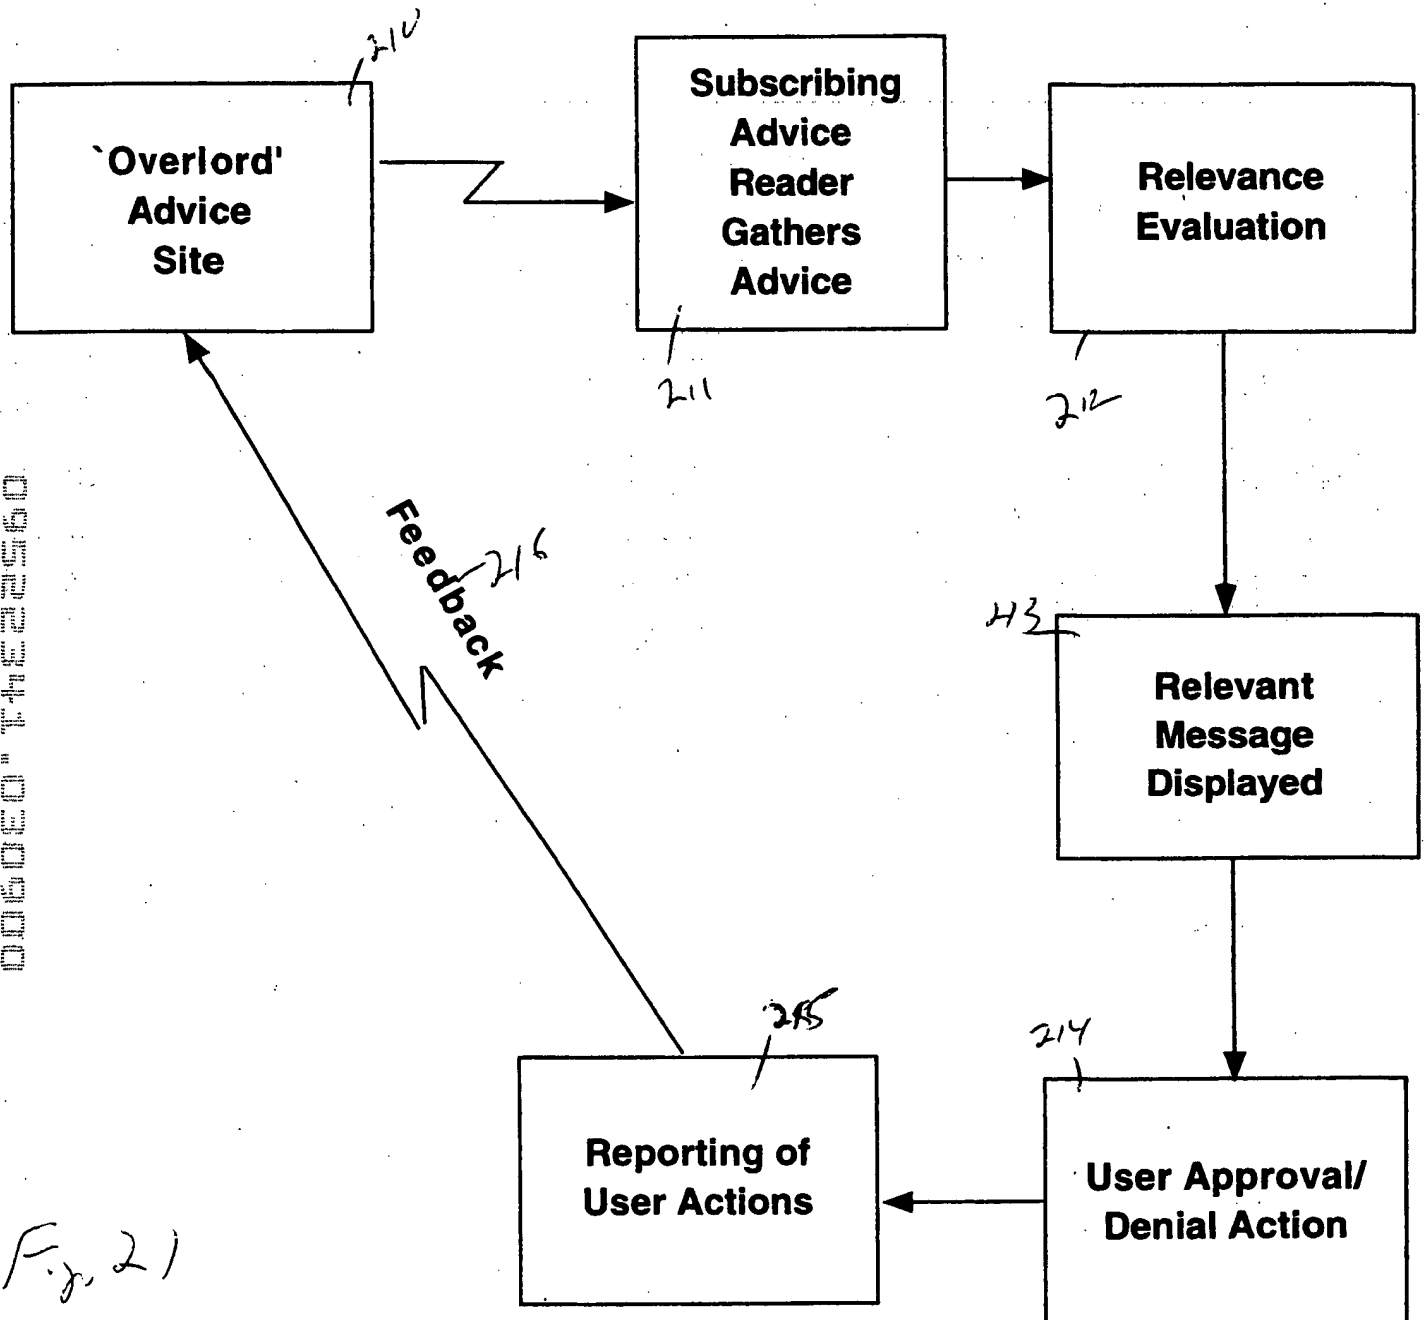 210
`Overlord'
Advice
Site
Subscribing
Advice
Reader
Gathers
Advice
211
Relevance
Evaluation
212
Feedback
216
213
Relevant
Message
Displayed
214
User Approval/
Denial Action
215
Reporting of
User Actions
Fig. 21